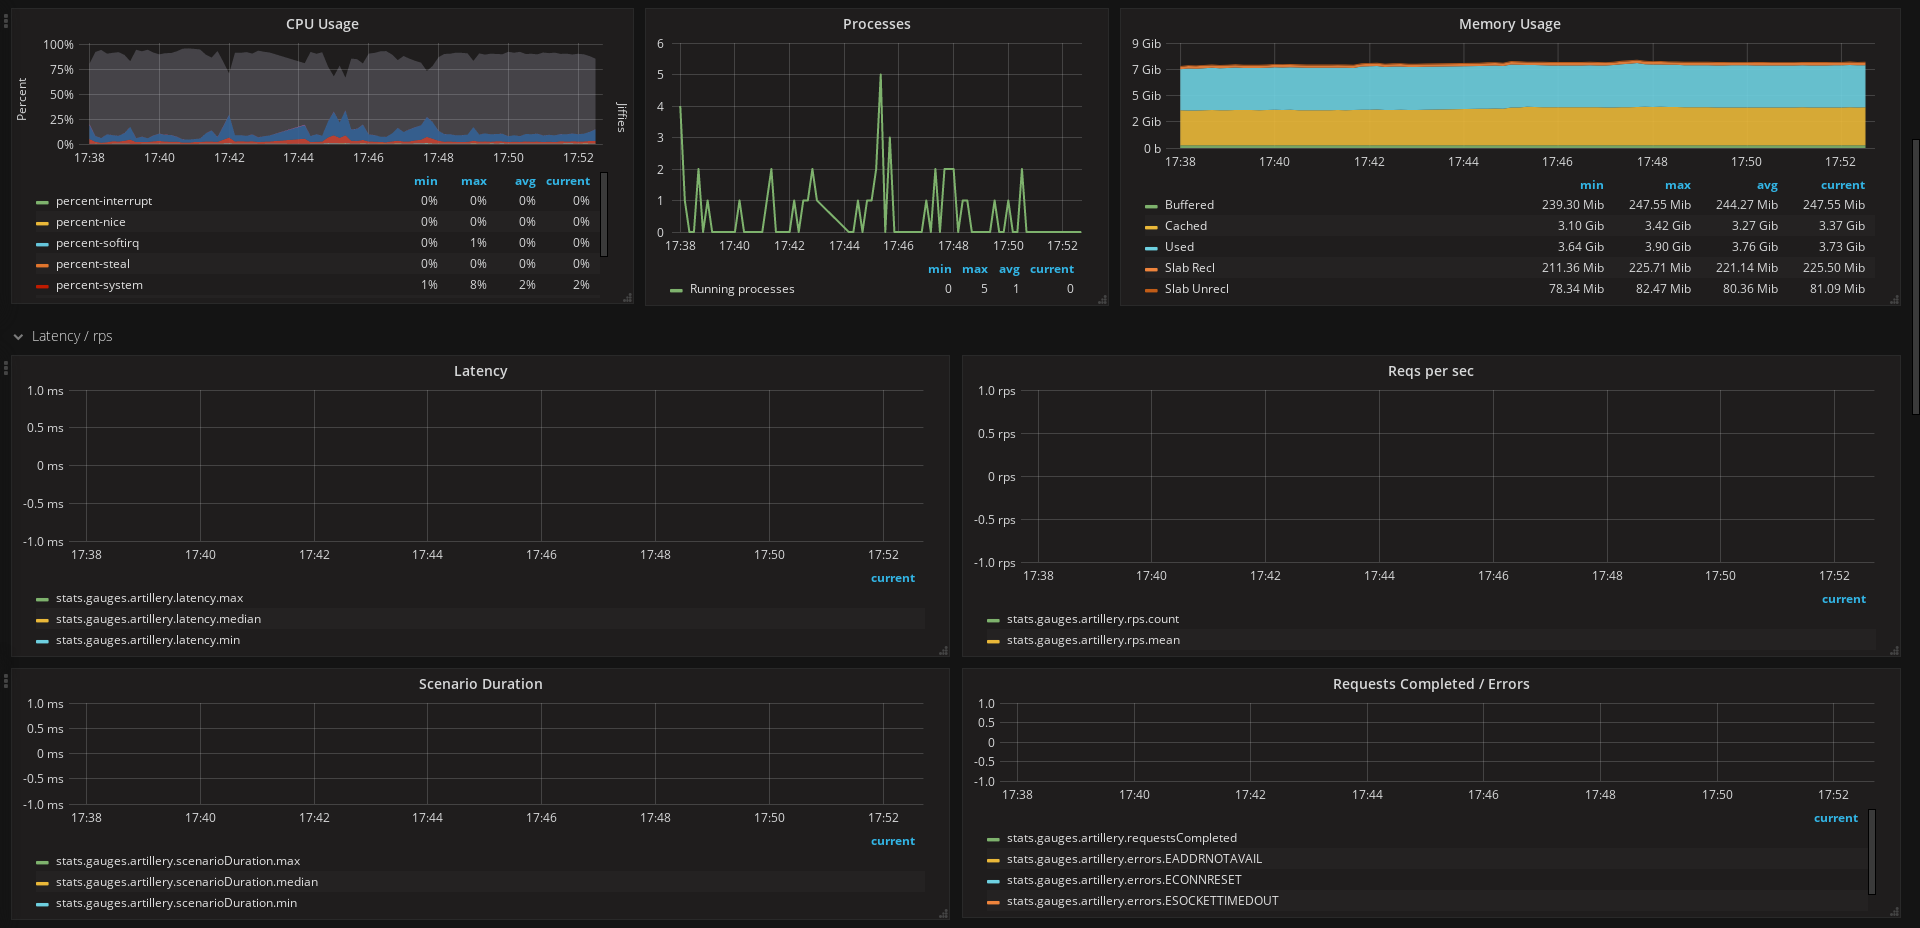 CPU Usage
Percent
100%
75%
50%
25%
0%
17:38 17:40 17:42 17:44 17:46 17:48 17:50 17:52
Jiffies
min max avg current
percent-interrupt 0% 0% 0% 0%
percent-nice 0% 0% 0% 0%
percent-softirq 0% 1% 0% 0%
percent-steal 0% 0% 0% 0%
percent-system 1% 8% 2% 2%
Processes
6
5
4
3
2
1
0
17:38 17:40 17:42 17:44 17:46 17:48 17:50 17:52
min max avg current
Running processes 0 5 1 0
Memory Usage
9 Gib
7 Gib
5 Gib
2 Gib
0 b
17:38 17:40 17:42 17:44 17:46 17:48 17:50 17:52
min max avg current
Buffered 239.30 Mib 247.55 Mib 244.27 Mib 247.55 Mib
Cached 3.10 Gib 3.42 Gib 3.27 Gib 3.37 Gib
Used 3.64 Gib 3.90 Gib 3.76 Gib 3.73 Gib
Slab Recl 211.36 Mib 225.71 Mib 221.14 Mib 225.50 Mib
Slab Unrecl 78.34 Mib 82.47 Mib 80.36 Mib 81.09 Mib
Latency / rps
Latency
1.0 ms
0.5 ms
0 ms
-0.5 ms
-1.0 ms
17:38 17:40 17:42 17:44 17:46 17:48 17:50 17:52
current
stats.gauges.artillery.latency.max
stats.gauges.artillery.latency.median
stats.gauges.artillery.latency.min
Reqs per sec
1.0 rps
0.5 rps
0 rps
-0.5 rps
-1.0 rps
17:38 17:40 17:42 17:44 17:46 17:48 17:50 17:52
current
stats.gauges.artillery.rps.count
stats.gauges.artillery.rps.mean
Scenario Duration
1.0 ms
0.5 ms
0 ms
-0.5 ms
-1.0 ms
17:38 17:40 17:42 17:44 17:46 17:48 17:50 17:52
current
stats.gauges.artillery.scenarioDuration.max
stats.gauges.artillery.scenarioDuration.median
stats.gauges.artillery.scenarioDuration.min
Requests Completed / Errors
1.0
0.5
0
-0.5
-1.0
17:38 17:40 17:42 17:44 17:46 17:48 17:50 17:52
current
stats.gauges.artillery.requestsCompleted
stats.gauges.artillery.errors.EADDRNOTAVAIL
stats.gauges.artillery.errors.ECONNRESET
stats.gauges.artillery.errors.ESOCKETTIMEDOUT